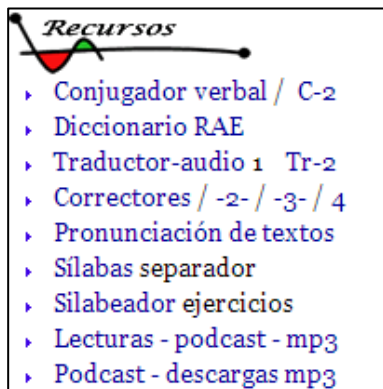 Recursos
Conjugador verbal / C-2
Diccionario RAE
Traductor-audio 1 Tr-2
Correctores / -2- / -3- / 4
Pronunciación de textos
Sílabas separador
Silabeador ejercicios
Lecturas - podcast - mp3
Podcast - descargas mp3